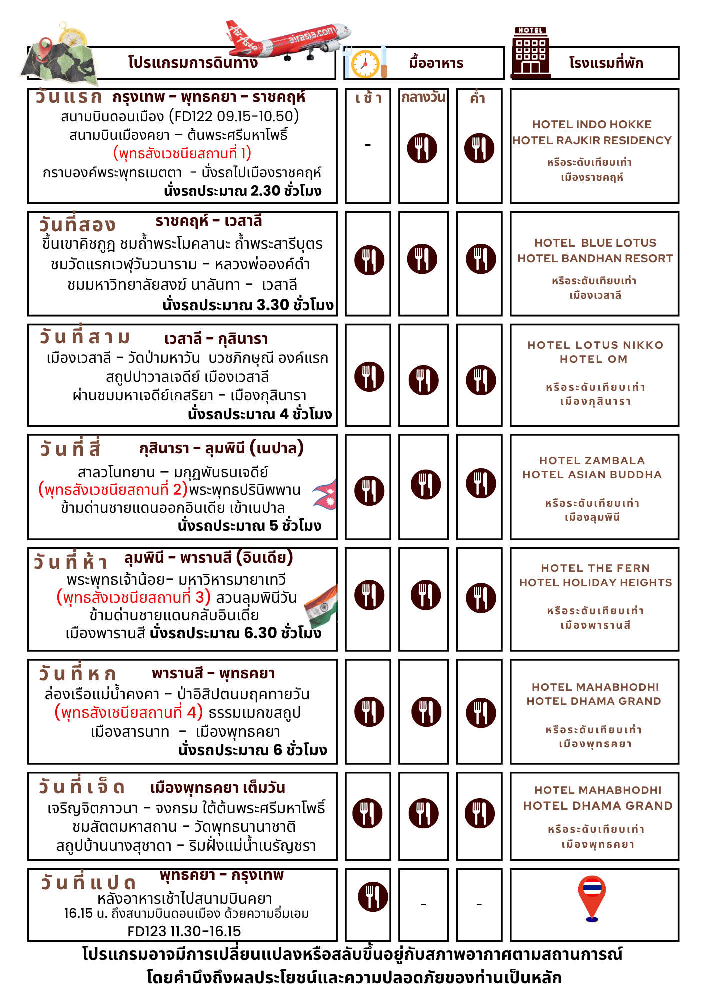 AirAsia
airasia.com
HOTEL
โปรแกรมการดินทาง
มื้ออาหาร
โรงแรมที่พัก
วันแรก กรุงเทพ – พุทธคยา – ราชคฤห์
เช้า
กลางวัน
ค่ำ
สนามบินดอนเมือง (FD122 09.15-10.50)
สนามบินเมืองคยา – ต้นพระศรีมหาโพธิ์
(พุทธสังเวชนียสถานที่ 1)
กราบองค์พระพุทธเมตตา - นั่งรถไปเมืองราชคฤห์
นั่งรถประมาณ 2.30 ชั่วโมง
-
HOTEL INDO HOKKE
HOTEL RAJKIR RESIDENCY
หรือระดับเทียบเท่า
เมืองราชคฤห์
วันที่สอง ราชคฤห์ – เวสาลี
ขึ้นเขาคิชกูฎ ชมถ้ำพระโมคลานะ ถ้ำพระสารีบุตร
ชมวัดแรกเวฬุวันวนาราม – หลวงพ่อองค์ดำ
ชมมหาวิทยาลัยสงฆ์ นาลันทา – เวสาลี
นั่งรถประมาณ 3.30 ชั่วโมง
HOTEL BLUE LOTUS
HOTEL BANDHAN RESORT
หรือระดับเทียบเท่า
เมืองเวสาลี
วันที่สาม เวสาลี – กุสินารา
เมืองเวสาลี – วัดป่ามหาวัน บวชภิกษุณี องค์แรก
สถูปปาวาลเจดีย์ เมืองเวสาลี
ผ่านชมมหาเจดีย์เกสริยา – เมืองกุสินารา
นั่งรถประมาณ 4 ชั่วโมง
HOTEL LOTUS NIKKO
HOTEL OM
หรือระดับเทียบเท่า
เมืองกุสินารา
วันที่สี่ กุสินารา – ลุมพินี (เนปาล)
สาลวโนทยาน – มกุฏพันธนเจดีย์
(พุทธสังเวชนียสถานที่ 2)พระพุทธปรินิพพาน
ข้ามด่านชายแดนออกอินเดีย เข้าเนปาล
นั่งรถประมาณ 5 ชั่วโมง
HOTEL ZAMBALA
HOTEL ASIAN BUDDHA
หรือระดับเทียบเท่า
เมืองลุมพินี
วันที่ห้า ลุมพินี – พารานสี (อินเดีย)
พระพุทธเจ้าน้อย– มหาวิหารมายาเทวี
(พุทธสังเวชนียสถานที่ 3) สวนลุมพินีวัน
ข้ามด่านชายแดนกลับอินเดีย
เมืองพารานสี นั่งรถประมาณ 6.30 ชั่วโมง
HOTEL THE FERN
HOTEL HOLIDAY HEIGHTS
หรือระดับเทียบเท่า
เมืองพารานสี
วันที่หก พารานสี – พุทธคยา
ล่องเรือแม่น้ำคงคา – ป่าอิสิปตนมฤคทายวัน
(พุทธสังเชนียสถานที่ 4) ธรรมเมกขสถูป
เมืองสารนาท – เมืองพุทธคยา
นั่งรถประมาณ 6 ชั่วโมง
HOTEL MAHABHODHI
HOTEL DHAMA GRAND
หรือระดับเทียบเท่า
เมืองพุทธคยา
วันที่เจ็ด เมืองพุทธคยา เต็มวัน
เจริญจิตภาวนา – จงกรม ใต้ต้นพระศรีมหาโพธิ์
ชมสัตตมหาสถาน – วัดพุทธนานาชาติ
สถูปบ้านนางสุชาดา – ริมฝั่งแม่น้ำเนรัญชรา
HOTEL MAHABHODHI
HOTEL DHAMA GRAND
หรือระดับเทียบเท่า
เมืองพุทธคยา
วันที่แปด พุทธคยา – กรุงเทพ
หลังอาหารเช้าไปสนามบินคยา
16.15 น. ถึงสนามบินดอนเมือง ด้วยความอิ่มเอม
FD123 11.30-16.15
-
-
โปรแกรมอาจมีการเปลี่ยนแปลงหรือสลับขึ้นอยู่กับสภาพอากาศตามสถานการณ์
โดยคำนึงถึงผลประโยชน์และความปลอดภัยของท่านเป็นหลัก